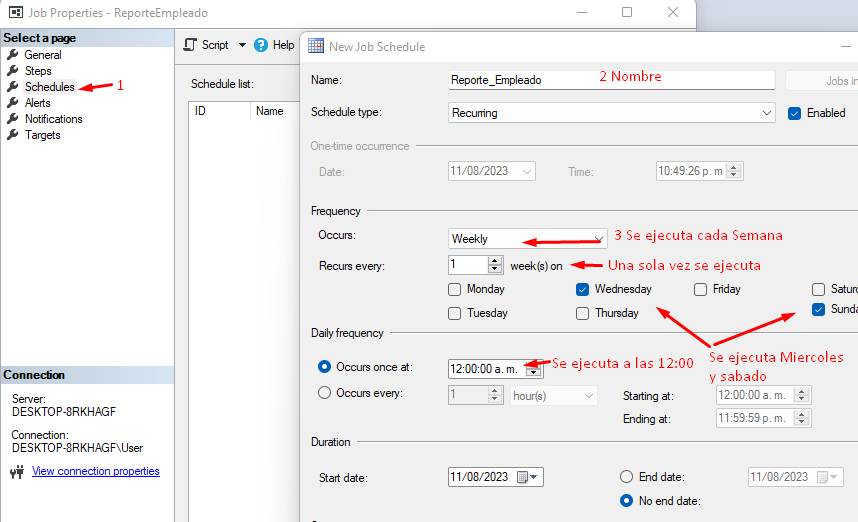 Job Properties - ReporteEmpleado
Select a page
General
Steps
Schedules
1
Alerts
Notifications
Targets
Script
Help
Schedule list:
ID Name
New Job Schedule
Name: Reporte_Empleado 2 Nombre Jobs in
Schedule type: Recurring Enabled
One-time occurrence
Date: 11/08/2023 Time: 10:49:26 p. m
Frequency
Occurs: Weekly 3 Se ejecuta cada Semana
Recurs every: 1 week(s) on Una sola vez se ejecuta
Monday Wednesday Friday Saturd
Tuesday Thursday Sunda
Daily frequency
Occurs once at: 12:00:00 a. m. Se ejecuta a las 12:00
Se ejecuta Miercoles
y sabado
Occurs every: 1 hour(s) Starting at: 12:00:00 a. m.
Ending at: 11:59:59 p. m.
Duration
Start date: 11/08/2023 End date: 11/08/2023
No end date:
Connection
Server:
DESKTOP-8RKHAGF
Connection:
DESKTOP-8RKHAGF\User
View connection properties